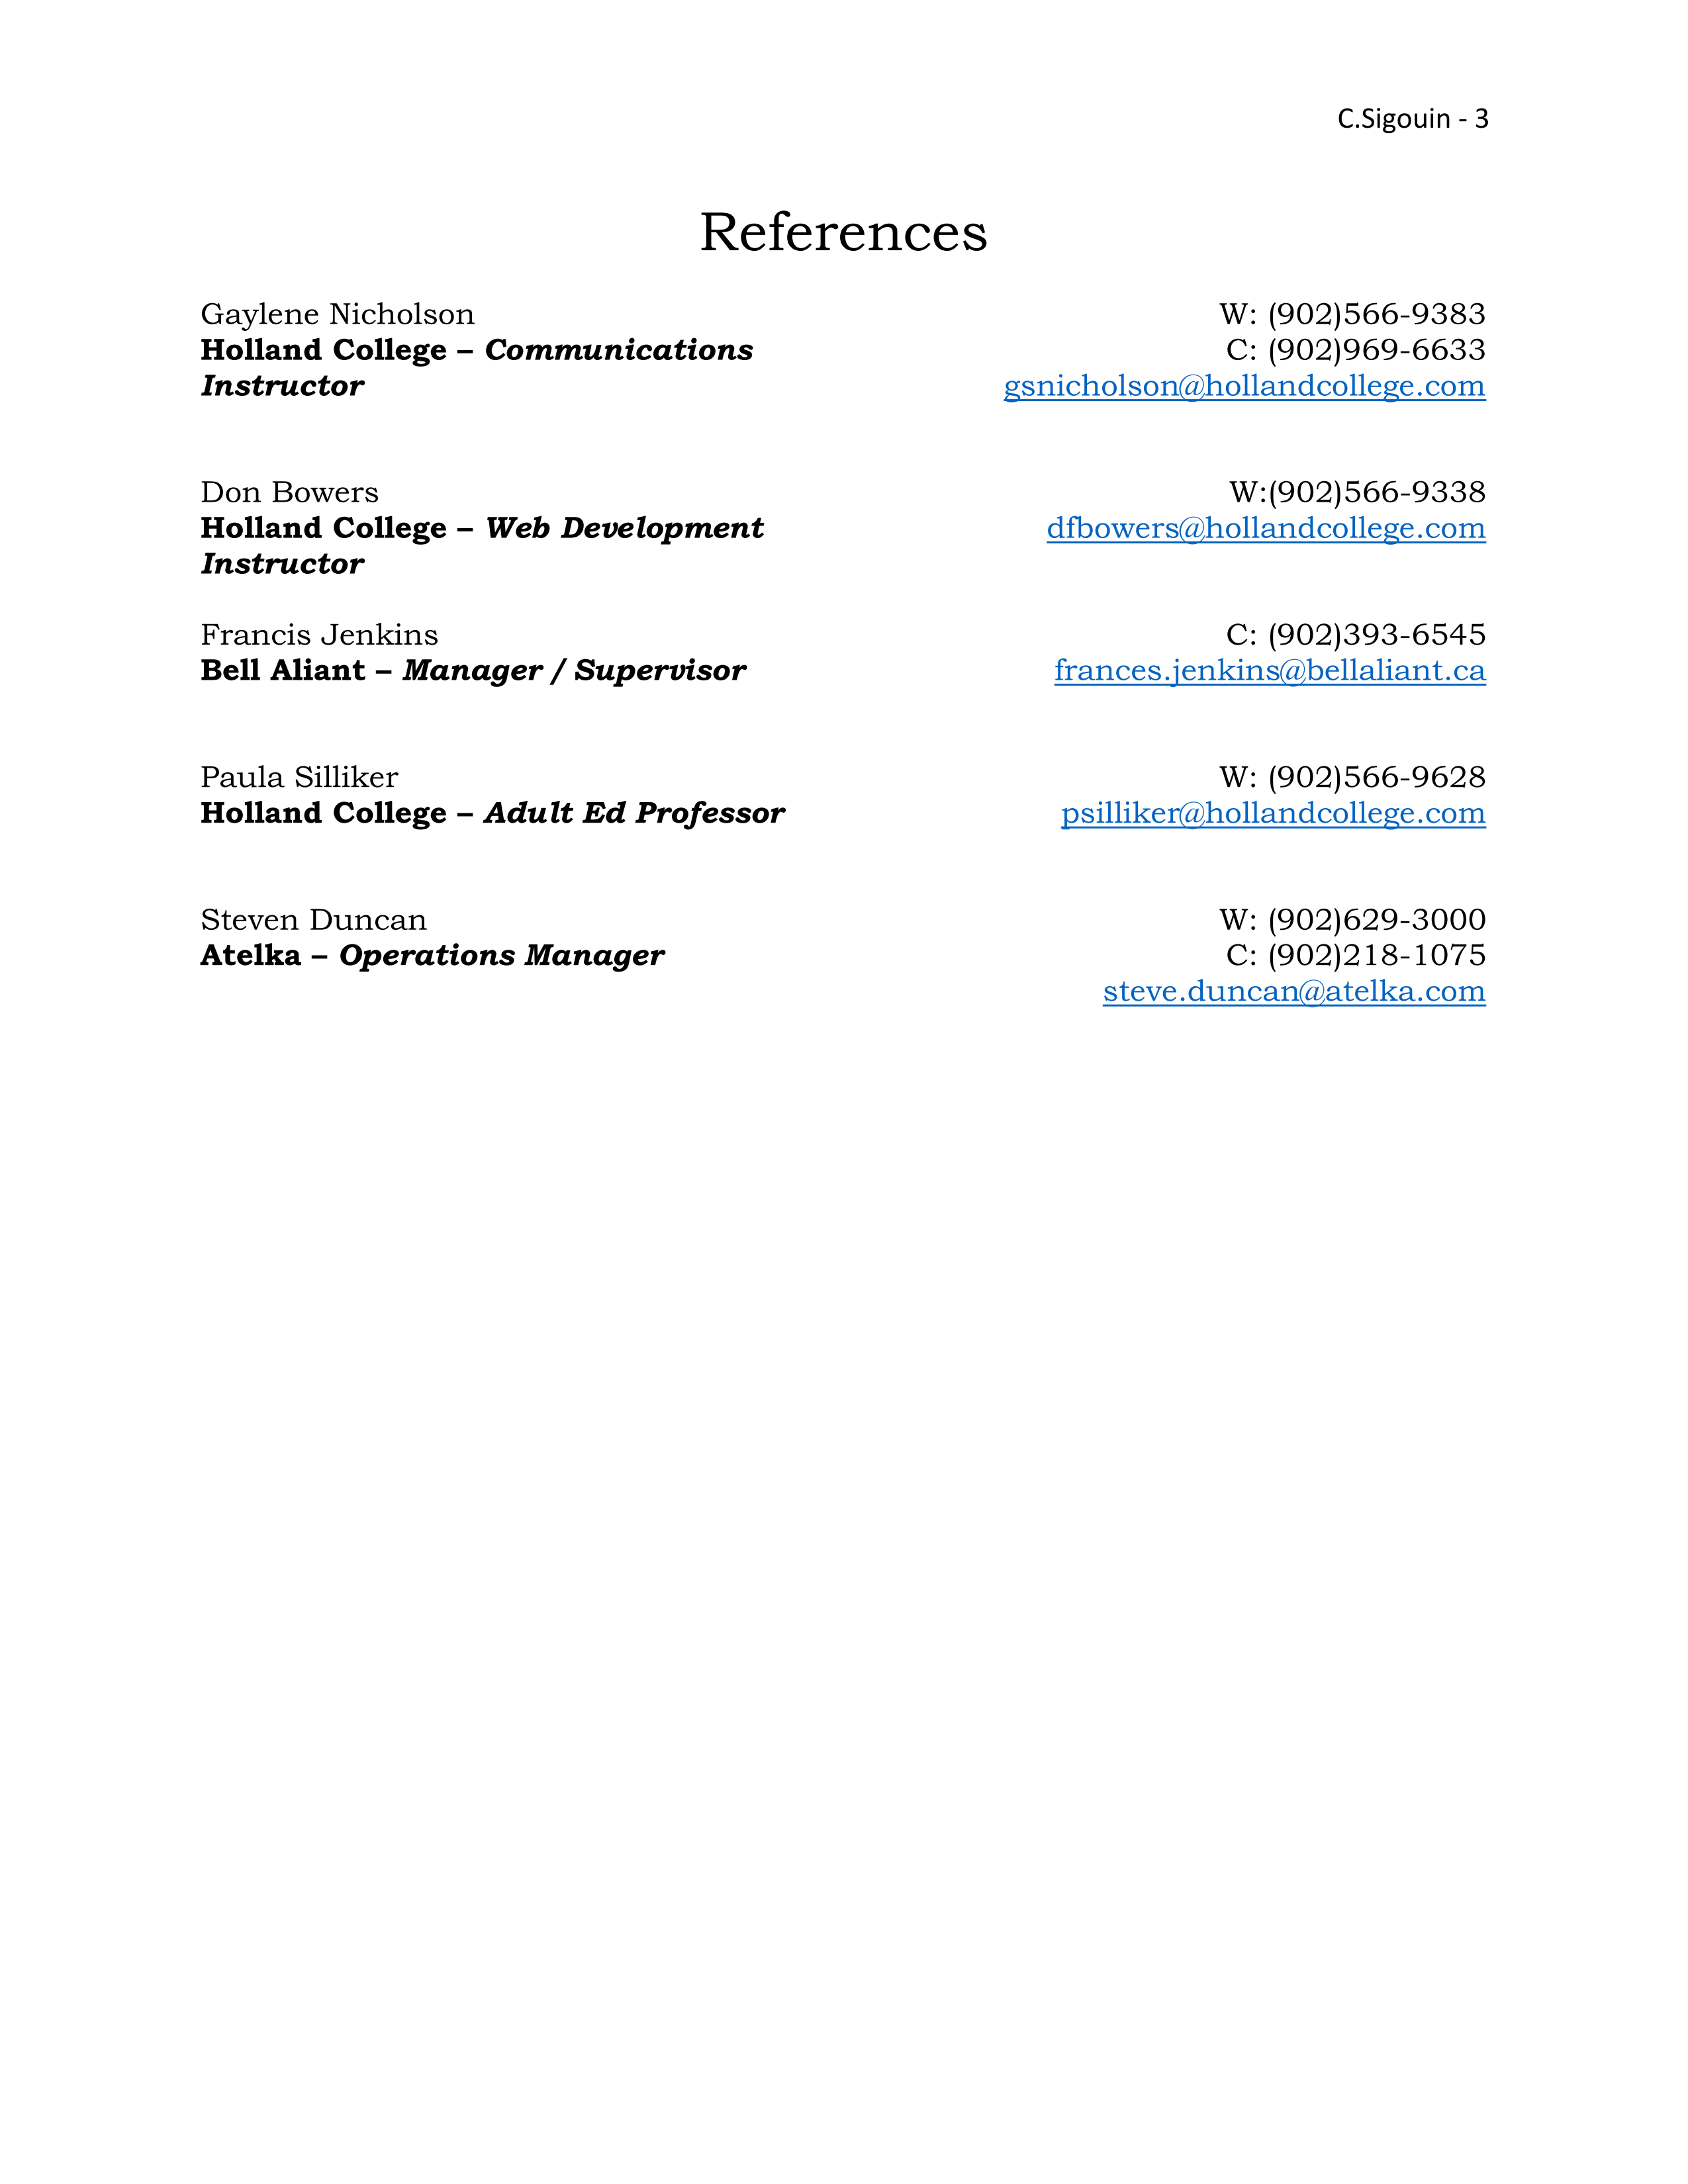 C.Sigouin - 3
References
Gaylene Nicholson
Holland College – Communications
Instructor
W: (902)566-9383
C: (902)969-6633
gsnicholson@hollandcollege.com
Don Bowers
Holland College – Web Development
Instructor
W:(902)566-9338
dfbowers@hollandcollege.com
Francis Jenkins
Bell Aliant – Manager / Supervisor
C: (902)393-6545
frances.jenkins@bellaliant.ca
Paula Silliker
Holland College – Adult Ed Professor
W: (902)566-9628
psilliker@hollandcollege.com
Steven Duncan
Atelka – Operations Manager
W: (902)629-3000
C: (902)218-1075
steve.duncan@atelka.com